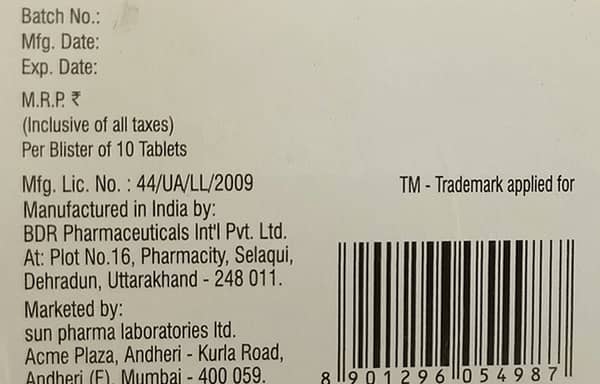 Batch No.:
Mfg. Date:
Exp. Date:
M.R.P. ₹
(Inclusive of all taxes)
Per Blister of 10 Tablets
Mfg. Lic. No. : 44/UA/LL/2009
TM - Trademark applied for
Manufactured in India by:
BDR Pharmaceuticals Int'l Pvt. Ltd.
At: Plot No.16, Pharmacity, Selaqui,
Dehradun, Uttarakhand - 248 011.
Marketed by:
sun pharma laboratories ltd.
Acme Plaza, Andheri - Kurla Road,
Andheri (E), Mumbai - 400 059.
8 901296 054987